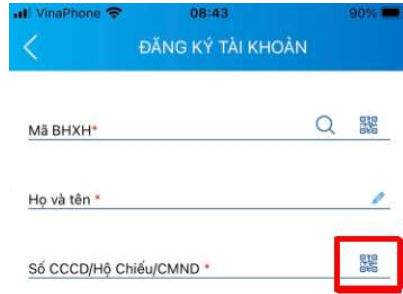 VinaPhone 08:43 90%
ĐĂNG KÝ TÀI KHOẢN
Mã BHXH*
Họ và tên *
Số CCCD/Hộ Chiếu/CMND *